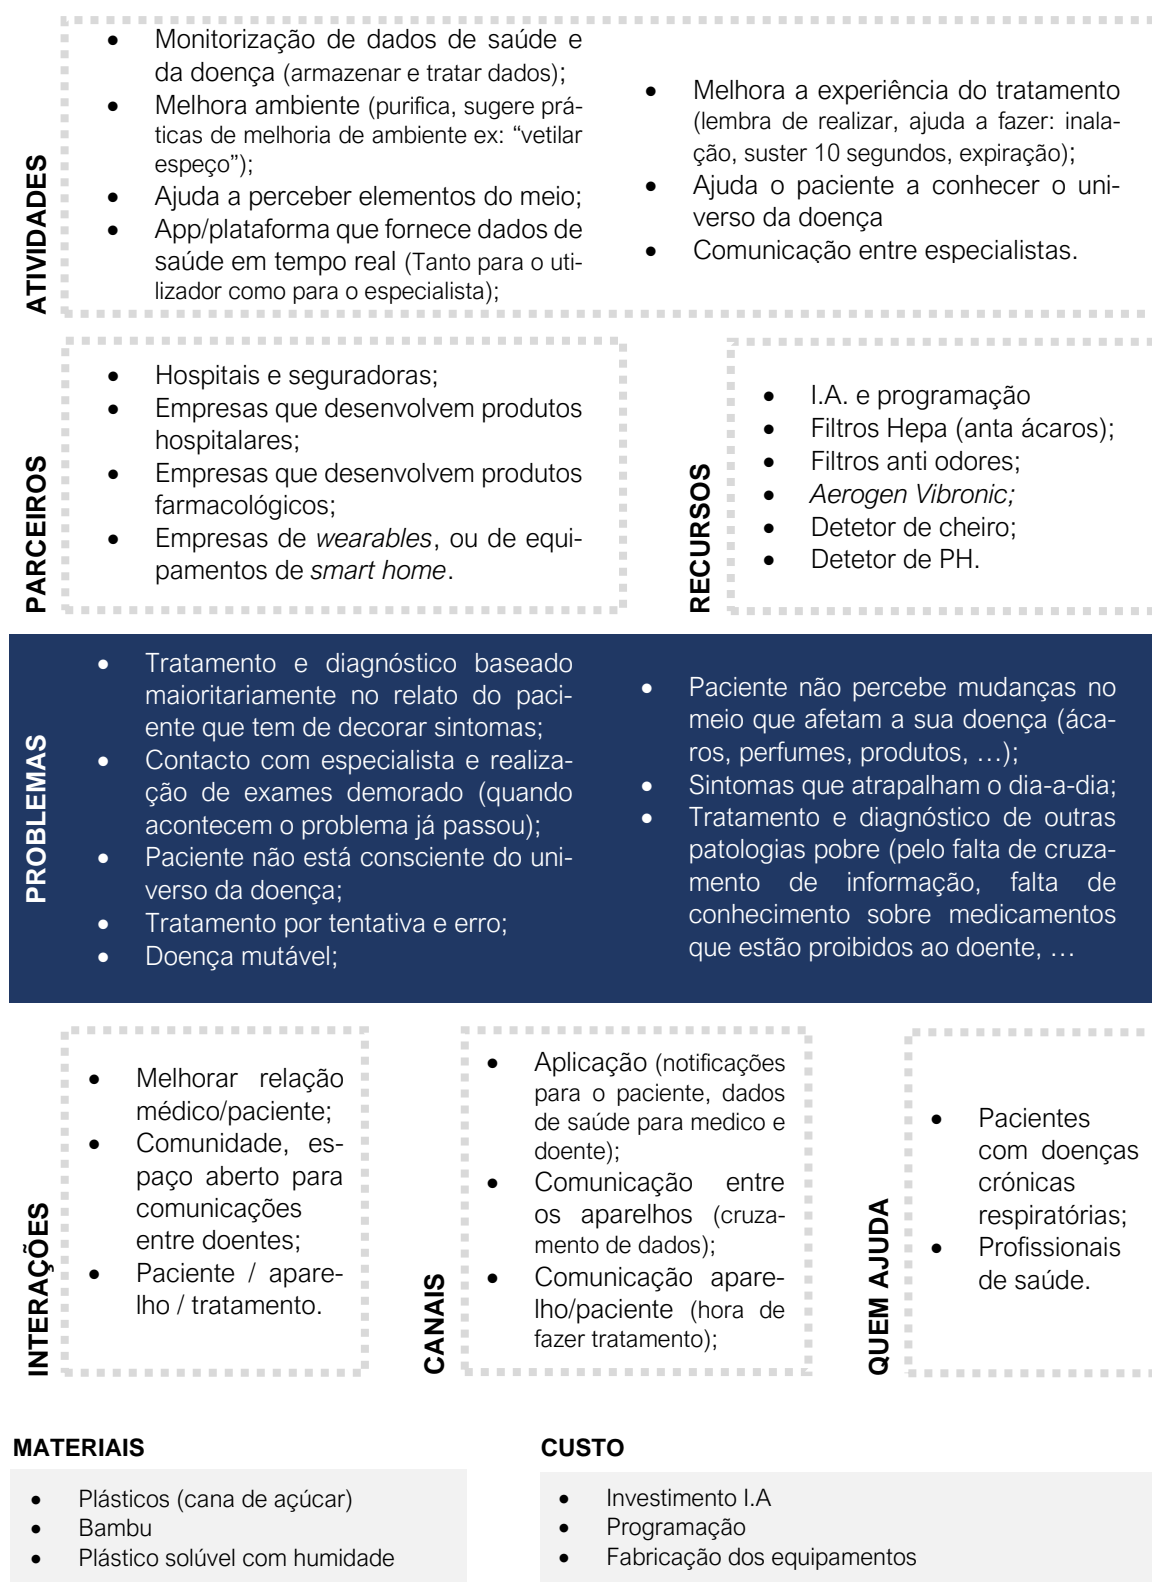 ATIVIDADES
• Monitorização de dados de saúde e
da doença (armazenar e tratar dados);
• Melhora ambiente (purifica, sugere prá-
ticas de melhoria de ambiente ex: “vetilar
espeço”);
• Ajuda a perceber elementos do meio;
• App/plataforma que fornece dados de
saúde em tempo real (Tanto para o uti-
lizador como para o especialista);
• Melhora a experiência do tratamento
(lembra de realizar, ajuda a fazer: inala-
ção, suster 10 segundos, expiração);
• Ajuda o paciente a conhecer o uni-
verso da doença
• Comunicação entre especialistas.
PARCEIROS
• Hospitais e seguradoras;
• Empresas que desenvolvem produtos
hospitalares;
• Empresas que desenvolvem produtos
farmacológicos;
• Empresas de wearables, ou de equi-
pamentos de smart home.
RECURSOS
• I.A. e programação
• Filtros Hepa (anta ácaros);
• Filtros anti odores;
• Aerogen Vibronic;
• Detetor de cheiro;
• Detetor de PH.
PROBLEMAS
• Tratamento e diagnóstico baseado
maioritariamente no relato do paci-
ente que tem de decorar sintomas;
• Contacto com especialista e realiza-
ção de exames demorado (quando
acontecem o problema já passou);
• Paciente não está consciente do uni-
verso da doença;
• Tratamento por tentativa e erro;
• Doença mutável;
• Paciente não percebe mudanças no
meio que afetam a sua doença (áca-
ros, perfumes, produtos, …);
• Sintomas que atrapalham o dia-a-dia;
• Tratamento e diagnóstico de outras
patologias pobre (pelo falta de cruza-
mento de informação, falta de
conhecimento sobre medicamentos
que estão proibidos ao doente, …
INTERAÇÕES
• Melhorar relação
médico/paciente;
• Comunidade, es-
paço aberto para
comunicações
entre doentes;
• Paciente / apare-
lho / tratamento.
CANAIS
• Aplicação (notificações
para o paciente, dados
de saúde para medico e
doente);
• Comunicação entre
os aparelhos (cruza-
mento de dados);
• Comunicação apare-
lho/paciente (hora de
fazer tratamento);
QUEM AJUDA
• Pacientes
com doenças
crónicas
respiratórias;
• Profissionais
de saúde.
MATERIAIS
• Plásticos (cana de açúcar)
• Bambu
• Plástico solúvel com humidade
CUSTO
• Investimento I.A
• Programação
• Fabricação dos equipamentos